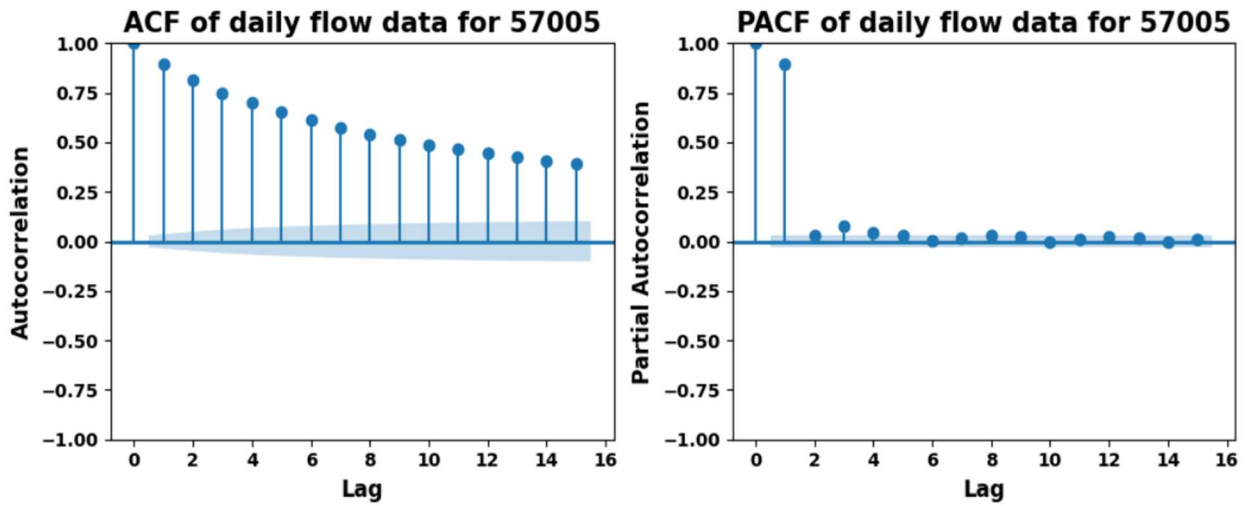 ACF of daily flow data for 57005
1.00
0.75
0.50
0.25
0.00
−0.25
−0.50
−0.75
−1.00
Autocorrelation
0 2 4 6 8 10 12 14 16
Lag
PACF of daily flow data for 57005
1.00
0.75
0.50
0.25
0.00
−0.25
−0.50
−0.75
−1.00
Partial Autocorrelation
0 2 4 6 8 10 12 14 16
Lag